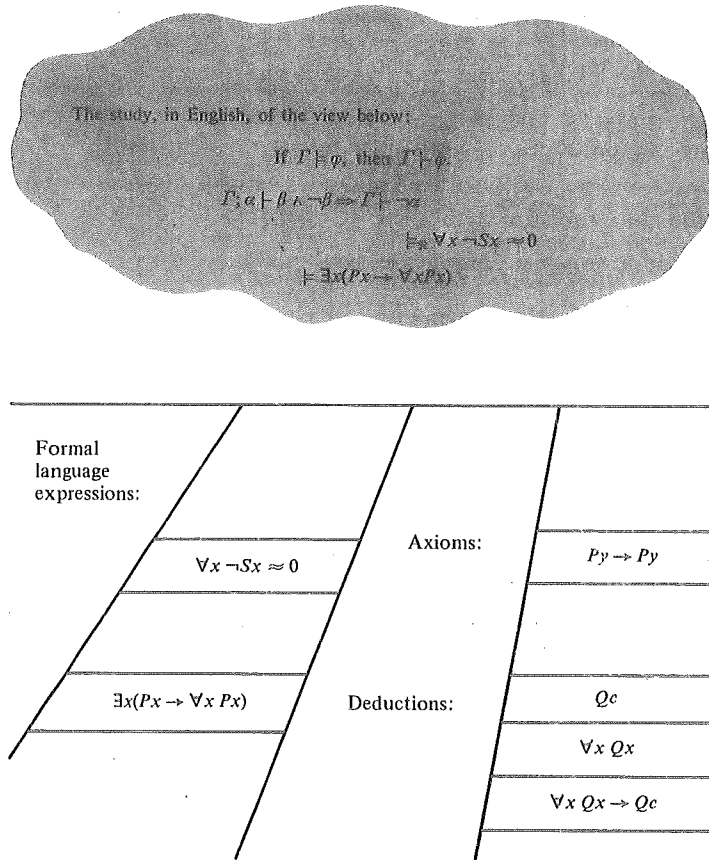 The study, in English, of the view below:
If Γ ⊨ φ, then Γ ⊢ φ.
Γ; α ⊢ β ∧ ¬β ⇒ Γ ⊢ ¬α
⊨𝔑 ∀x ¬Sx ≈ 0
⊨ ∃x(Px → ∀xPx)
Formal
language
expressions:
∀x ¬Sx ≈ 0
∃x(Px → ∀x Px)
Axioms:
Deductions:
Py → Py
Qc
∀x Qx
∀x Qx → Qc